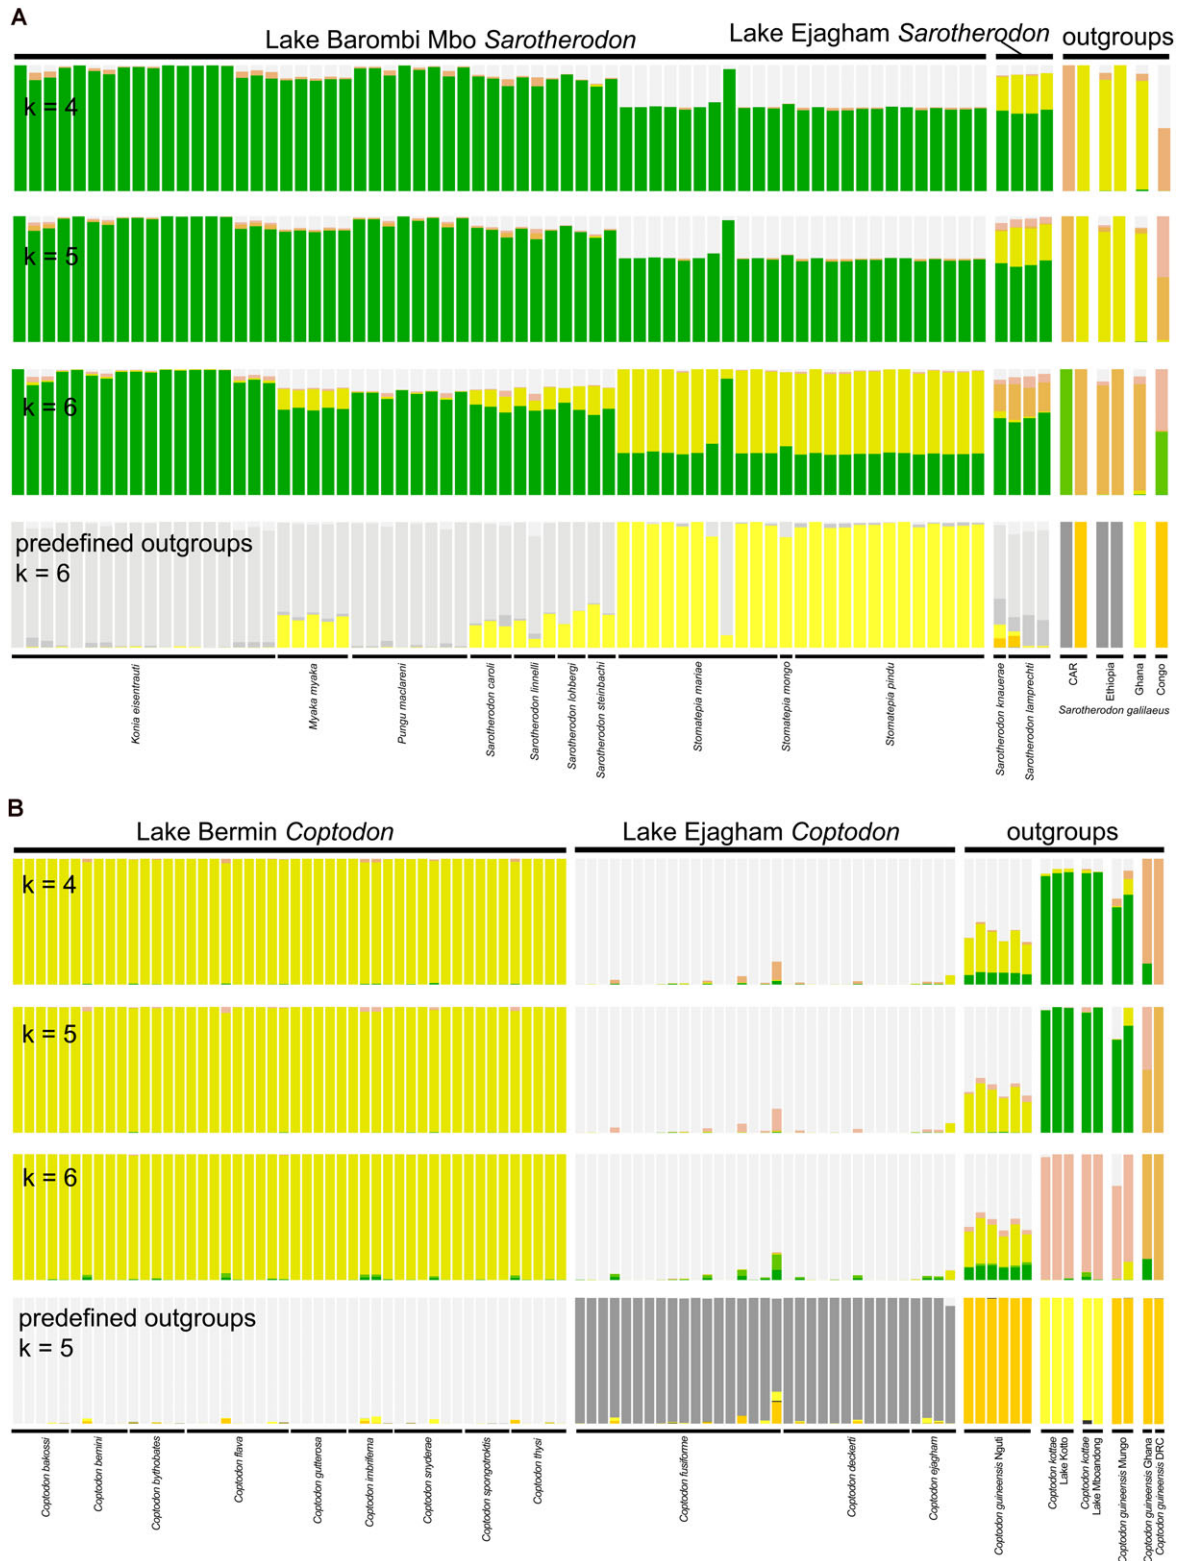 A
Lake Barombi Mbo Sarotherodon
Lake Ejagham Sarotherodon
outgroups
k = 4
k = 5
k = 6
predefined outgroups
k = 6
Konia eisentrauti
Myaka myaka
Pungu maclareni
Sarotherodon caroli
Sarotherodon linnelli
Sarotherodon lohbergi
Sarotherodon steinbachi
Stomatepia mariae
Stomatepia mongo
Stomatepia pindu
Sarotherodon knauerae
Sarotherodon lamprechti
CAR
Ethiopia
Ghana
Congo
Sarotherodon galilaeus
B
Lake Bermin Coptodon
Lake Ejagham Coptodon
outgroups
k = 4
k = 5
k = 6
predefined outgroups
k = 5
Coptodon bakossi
Coptodon bemini
Coptodon bythobates
Coptodon flava
Coptodon gutterosa
Coptodon imbriferna
Coptodon snyderae
Coptodon spongotroktis
Coptodon thysi
Coptodon fusiforme
Coptodon deckerti
Coptodon ejagham
Coptodon guineensis Nguti
Coptodon kottae
Lake Kotto
Coptodon kottae
Lake Mboandong
Coptodon guineensis Mungo
Coptodon guineensis Ghana
Coptodon guineensis DRC